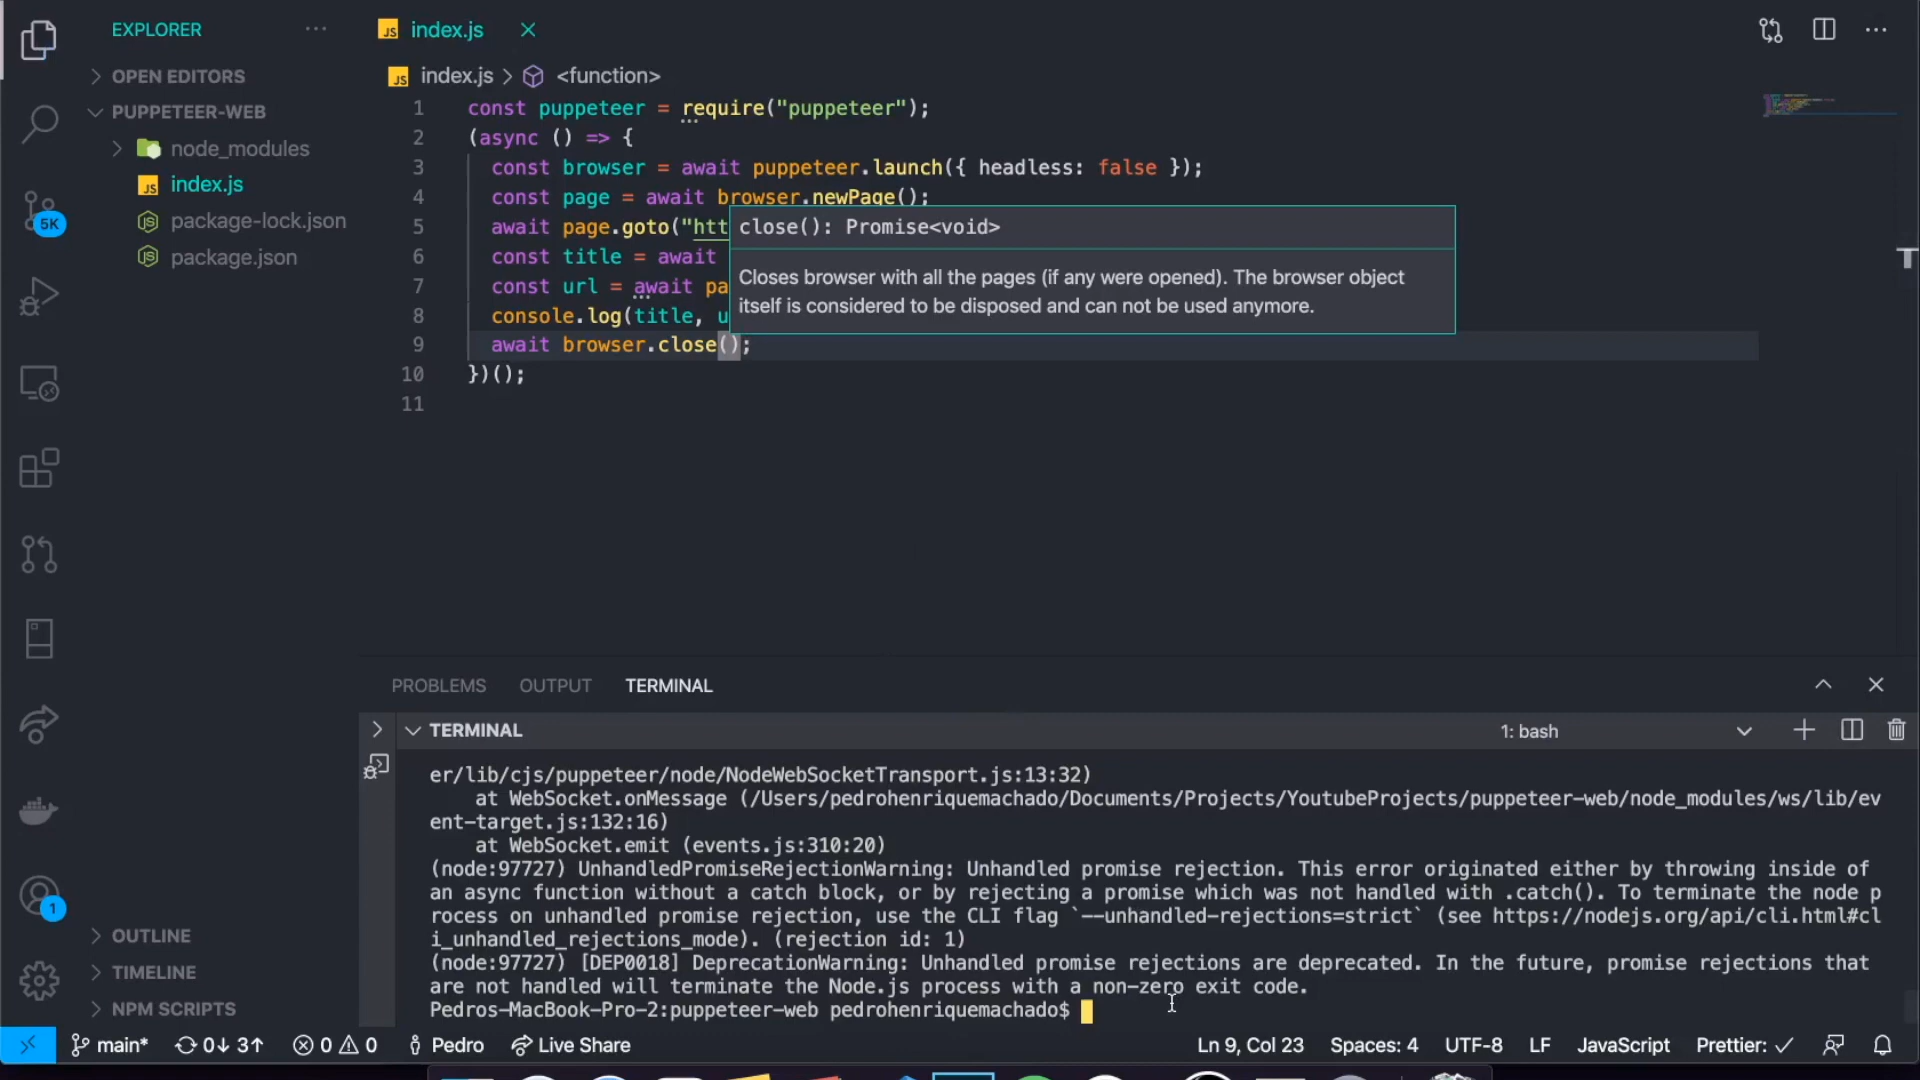 EXPLORER
···
JS index.js
OPEN EDITORS
JS index.js > <function>
PUPPETEER-WEB
node_modules
JS index.js
package-lock.json
package.json
5K
1 const puppeteer = require("puppeteer");
2 (async () => {
3 const browser = await puppeteer.launch({ headless: false });
4 const page = await browser.newPage();
5 await page.goto("htt
6 const title = await
7 const url = await pa
8 console.log(title, u
9 await browser.close();
10 })();
11
close(): Promise<void>
Closes browser with all the pages (if any were opened). The browser object
itself is considered to be disposed and can not be used anymore.
PROBLEMS OUTPUT TERMINAL
TERMINAL
1: bash
er/lib/cjs/puppeteer/node/NodeWebSocketTransport.js:13:32)
at WebSocket.onMessage (/Users/pedrohenriquemachado/Documents/Projects/YoutubeProjects/puppeteer-web/node_modules/ws/lib/ev
ent-target.js:132:16)
at WebSocket.emit (events.js:310:20)
(node:97727) UnhandledPromiseRejectionWarning: Unhandled promise rejection. This error originated either by throwing inside of
an async function without a catch block, or by rejecting a promise which was not handled with .catch(). To terminate the node p
rocess on unhandled promise rejection, use the CLI flag `--unhandled-rejections=strict` (see https://nodejs.org/api/cli.html#cl
i_unhandled_rejections_mode). (rejection id: 1)
(node:97727) [DEP0018] DeprecationWarning: Unhandled promise rejections are deprecated. In the future, promise rejections that
are not handled will terminate the Node.js process with a non-zero exit code.
Pedros-MacBook-Pro-2:puppeteer-web pedrohenriquemachado$
1
OUTLINE
TIMELINE
NPM SCRIPTS
main* 0↓ 3↑ 0 0 Pedro Live Share
Ln 9, Col 23 Spaces: 4 UTF-8 LF JavaScript Prettier: ✓